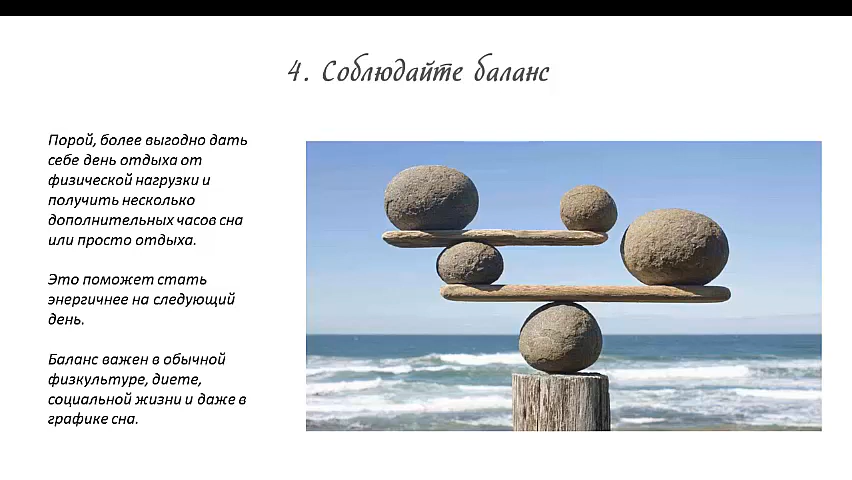 4. Соблюдайте баланс
Порой, более выгодно дать
себе день отдыха от
физической нагрузки и
получить несколько
дополнительных часов сна
или просто отдыха.
Это поможет стать
энергичнее на следующий
день.
Баланс важен в обычной
физкультуре, диете,
социальной жизни и даже в
графике сна.